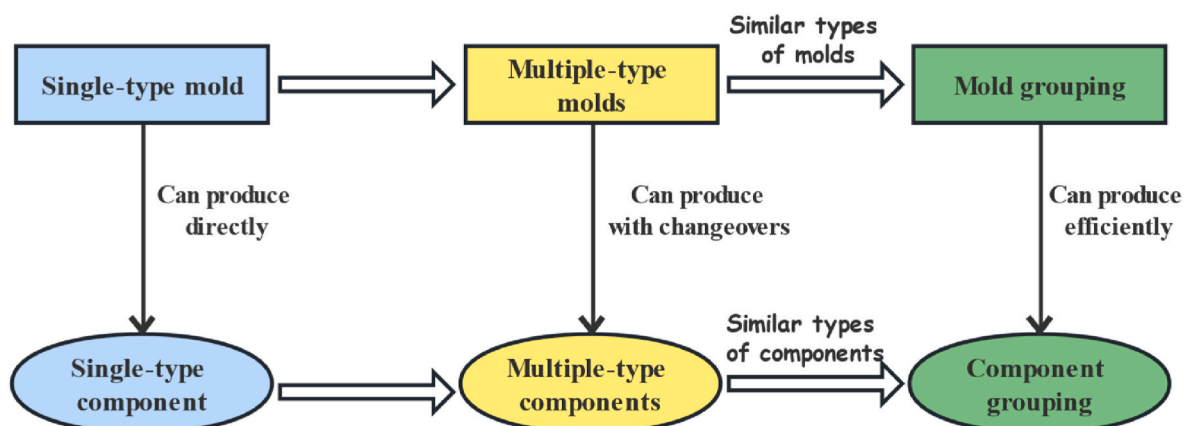 Single-type mold
Multiple-type
molds
Similar types
of molds
Mold grouping
Can produce
directly
Can produce
with changeovers
Can produce
efficiently
Single-type
component
Multiple-type
components
Similar types
of components
Component
grouping